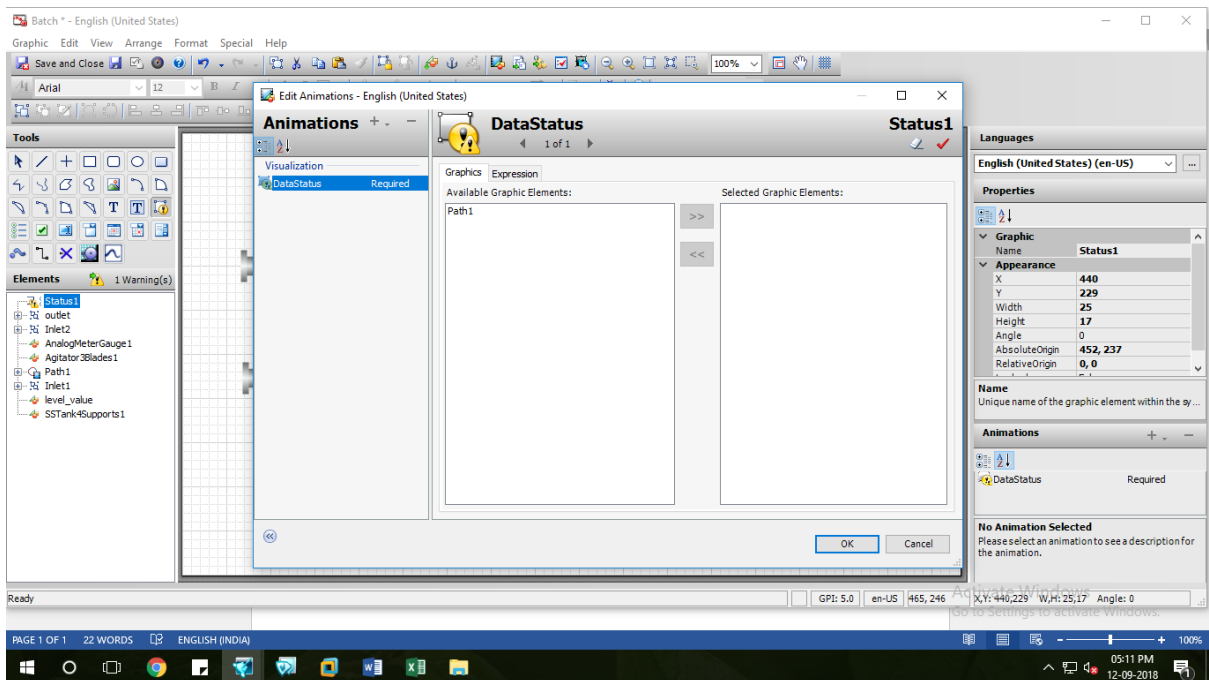 Batch * - English (United States)
Graphic Edit View Arrange Format Special Help
Save and Close
100%
Arial 12 B I
Edit Animations - English (United States)
Animations
DataStatus
Status1
1 of 1
Visualization
DataStatus Required
Graphics Expression
Available Graphic Elements:
Selected Graphic Elements:
Path1
>>
<<
OK Cancel
Tools
T T
Elements 1 Warning(s)
Status1
outlet
Inlet2
AnalogMeterGauge1
Agitator3Blades1
Path1
Inlet1
level_value
SSTank4Supports1
Languages
English (United States) (en-US) ...
Properties
Graphic
Name Status1
Appearance
X 440
Y 229
Width 25
Height 17
Angle 0
AbsoluteOrigin 452, 237
RelativeOrigin 0, 0
Name
Unique name of the graphic element within the sy...
Animations
DataStatus Required
No Animation Selected
Please select an animation to see a description for
the animation.
Activate Windows
Go to Settings to activate Windows.
Ready
GPI: 5.0 en-US 465, 246 X,Y: 440,229 W,H: 25,17 Angle: 0
PAGE 1 OF 1 22 WORDS ENGLISH (INDIA) 100%
05:11 PM
12-09-2018